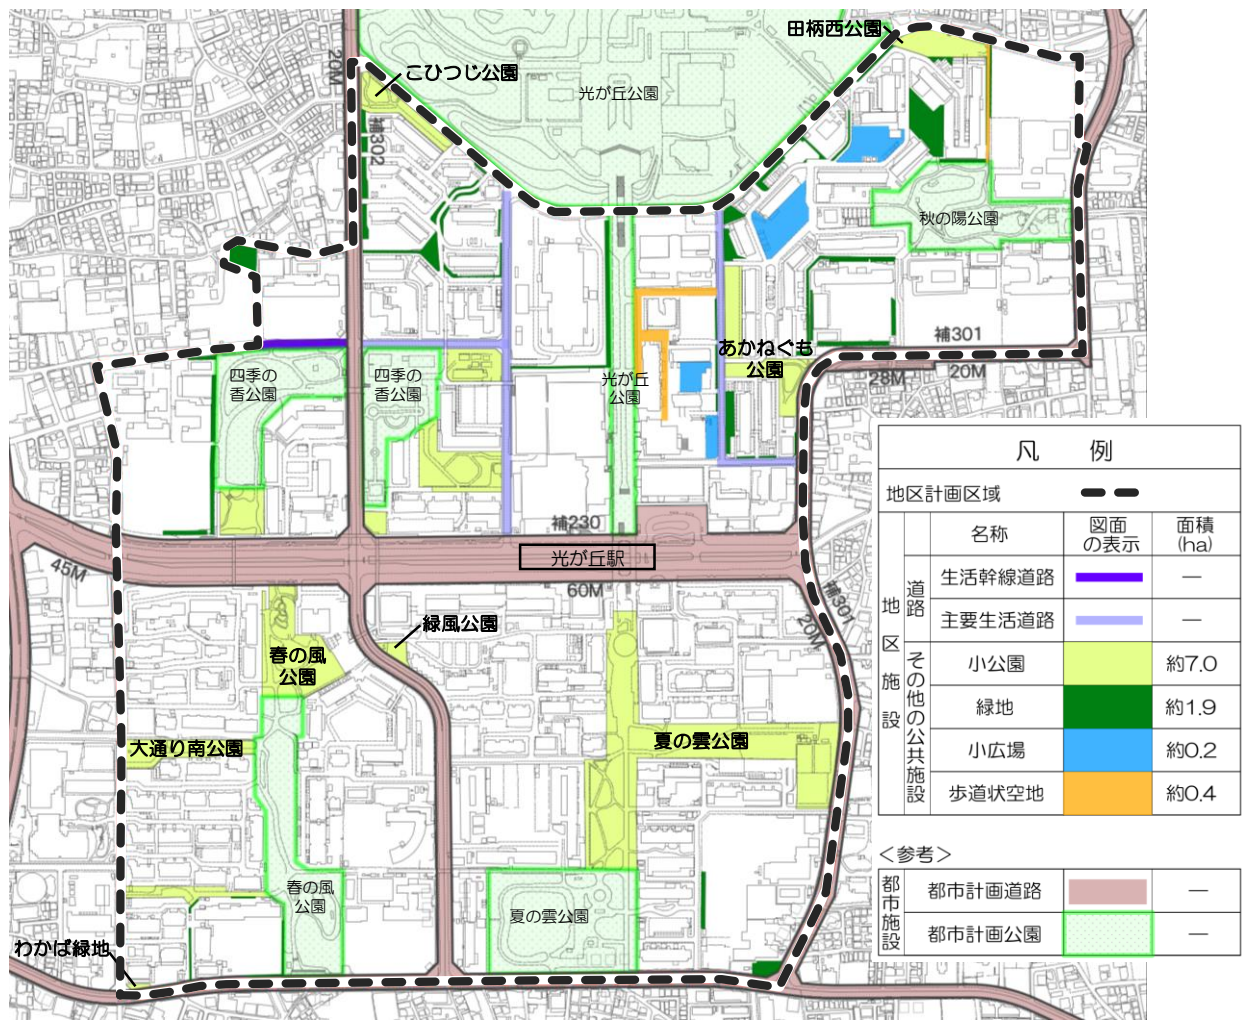 田柄西公園
20M
こひつじ公園
光が丘公園
補302
秋の陽公園
補301
あかねぐも
公園
28M
20M
四季の
香公園
四季の
香公園
光が丘
公園
凡 例
地区計画区域
名称
図面
の表示
面積
(ha)
地区施設
道路
生活幹線道路
―
主要生活道路
―
その他の公共施設
小公園
約7.0
緑地
約1.9
小広場
約0.2
歩道状空地
約0.4
補230
光が丘駅
45M
60M
補301
20M
緑風公園
春の風
公園
大通り南公園
夏の雲公園
春の風
公園
夏の雲公園
わかば緑地
＜参考＞
都市施設
都市計画道路
―
都市計画公園
―